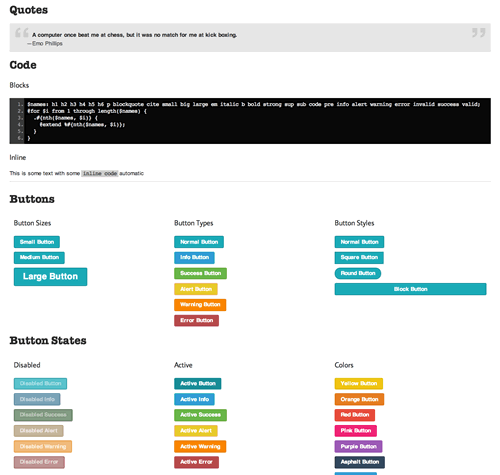 Quotes
A computer once beat me at chess, but it was no match for me at kick boxing.
—Emo Phillips
Code
Blocks
1. $names: h1 h2 h3 h4 h5 h6 p blockquote cite small big large em italic b bold strong sup sub code pre info alert warning error invalid success valid;
2. @for $i from 1 through length($names) {
3. .#{nth($names, $i)} {
4. @extend %#{nth($names, $i)};
5. }
6. }
Inline
This is some text with some inline code automatic
Buttons
Button Sizes
Button Types
Button Styles
Small Button
Normal Button
Normal Button
Medium Button
Info Button
Square Button
Large Button
Success Button
Round Button
Alert Button
Block Button
Warning Button
Error Button
Button States
Disabled
Active
Colors
Disabled Button
Active Button
Yellow Button
Disabled Info
Active Info
Orange Button
Disabled Success
Active Success
Red Button
Disabled Alert
Active Alert
Pink Button
Disabled Warning
Active Warning
Purple Button
Disabled Error
Active Error
Asphalt Button